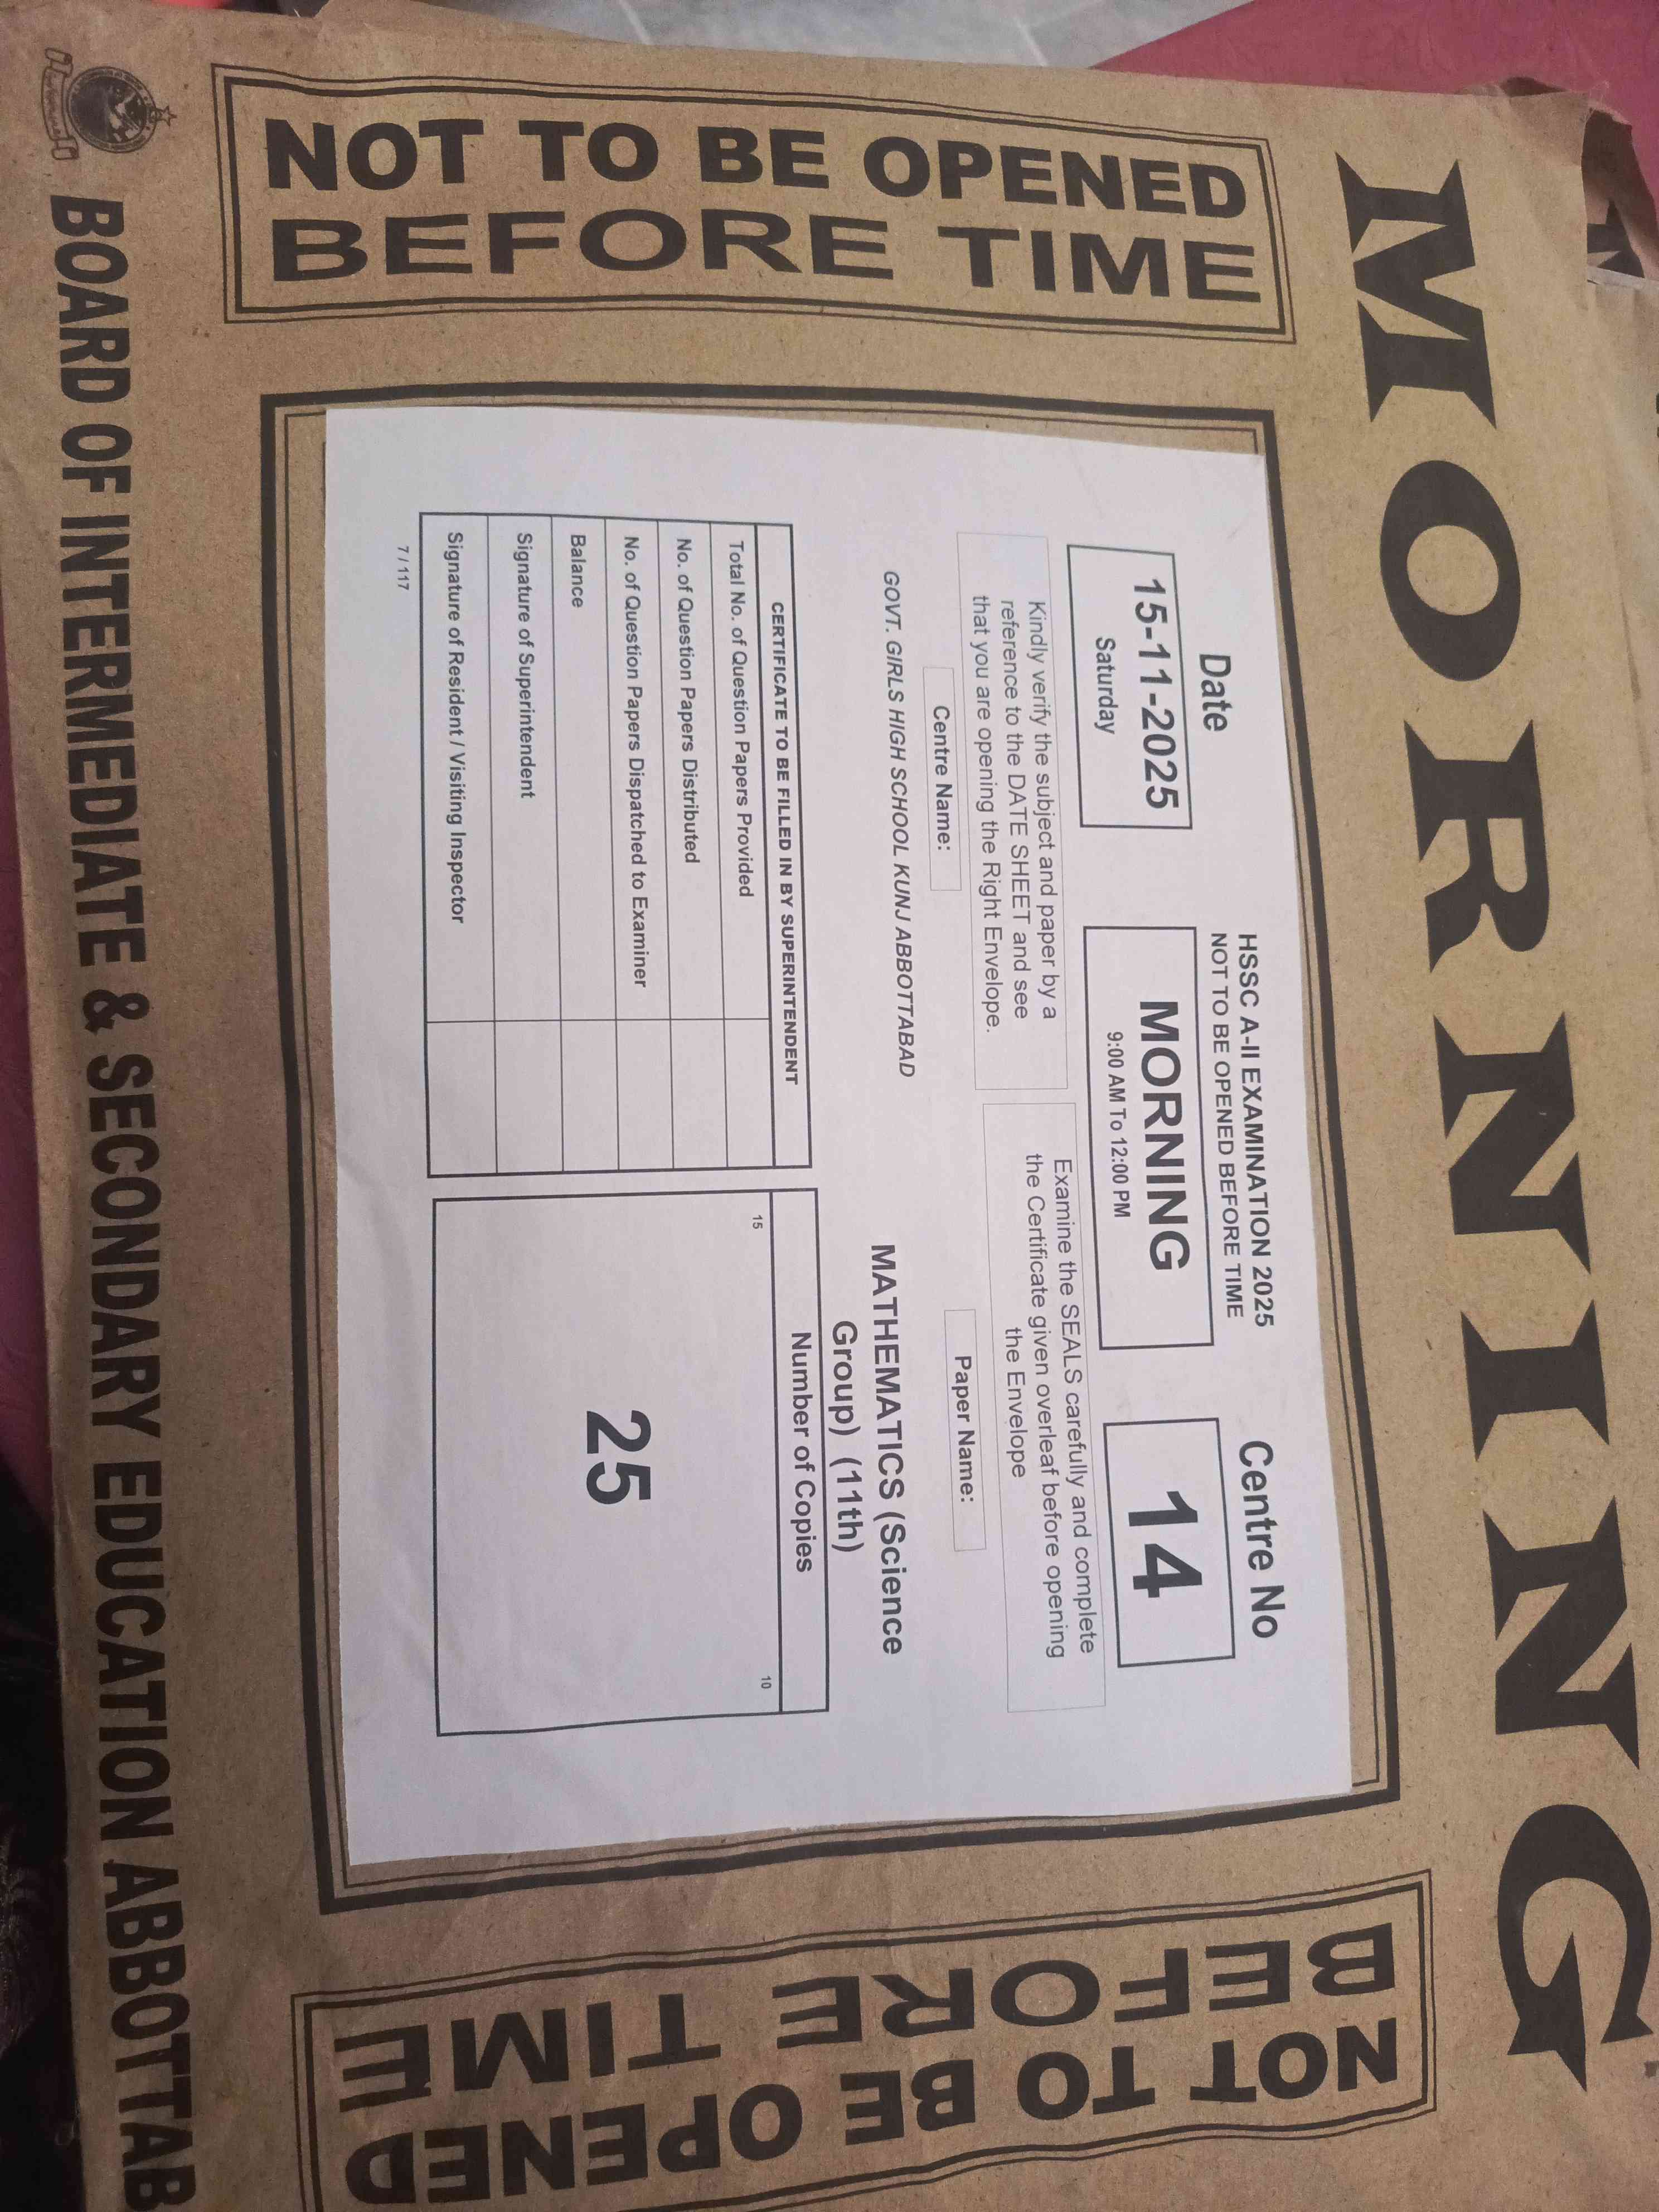 MORNING
NOT TO BE OPENED
BEFORE TIME
Date
15-11-2025
Saturday
HSSC A-II EXAMINATION 2025
NOT TO BE OPENED BEFORE TIME
MORNING
9:00 AM To 12:00 PM
Centre No
14
Kindly verify the subject and paper by a
reference to the DATE SHEET and see
that you are opening the Right Envelope.
Examine the SEALS carefully and complete
the Certificate given overleaf before opening
the Envelope
Centre Name:
Paper Name:
GOVT. GIRLS HIGH SCHOOL KUNJ ABBOTTABAD
MATHEMATICS (Science
Group) (11th)
CERTIFICATE TO BE FILLED IN BY SUPERINTENDENT
Total No. of Question Papers Provided
No. of Question Papers Distributed
No. of Question Papers Dispatched to Examiner
Balance
Signature of Superintendent
Signature of Resident / Visiting Inspector
Number of Copies
15
10
25
7 / 117
NOT TO BE OPENED
BEFORE TIME
BOARD OF INTERMEDIATE & SECONDARY EDUCATION ABBOTTAB